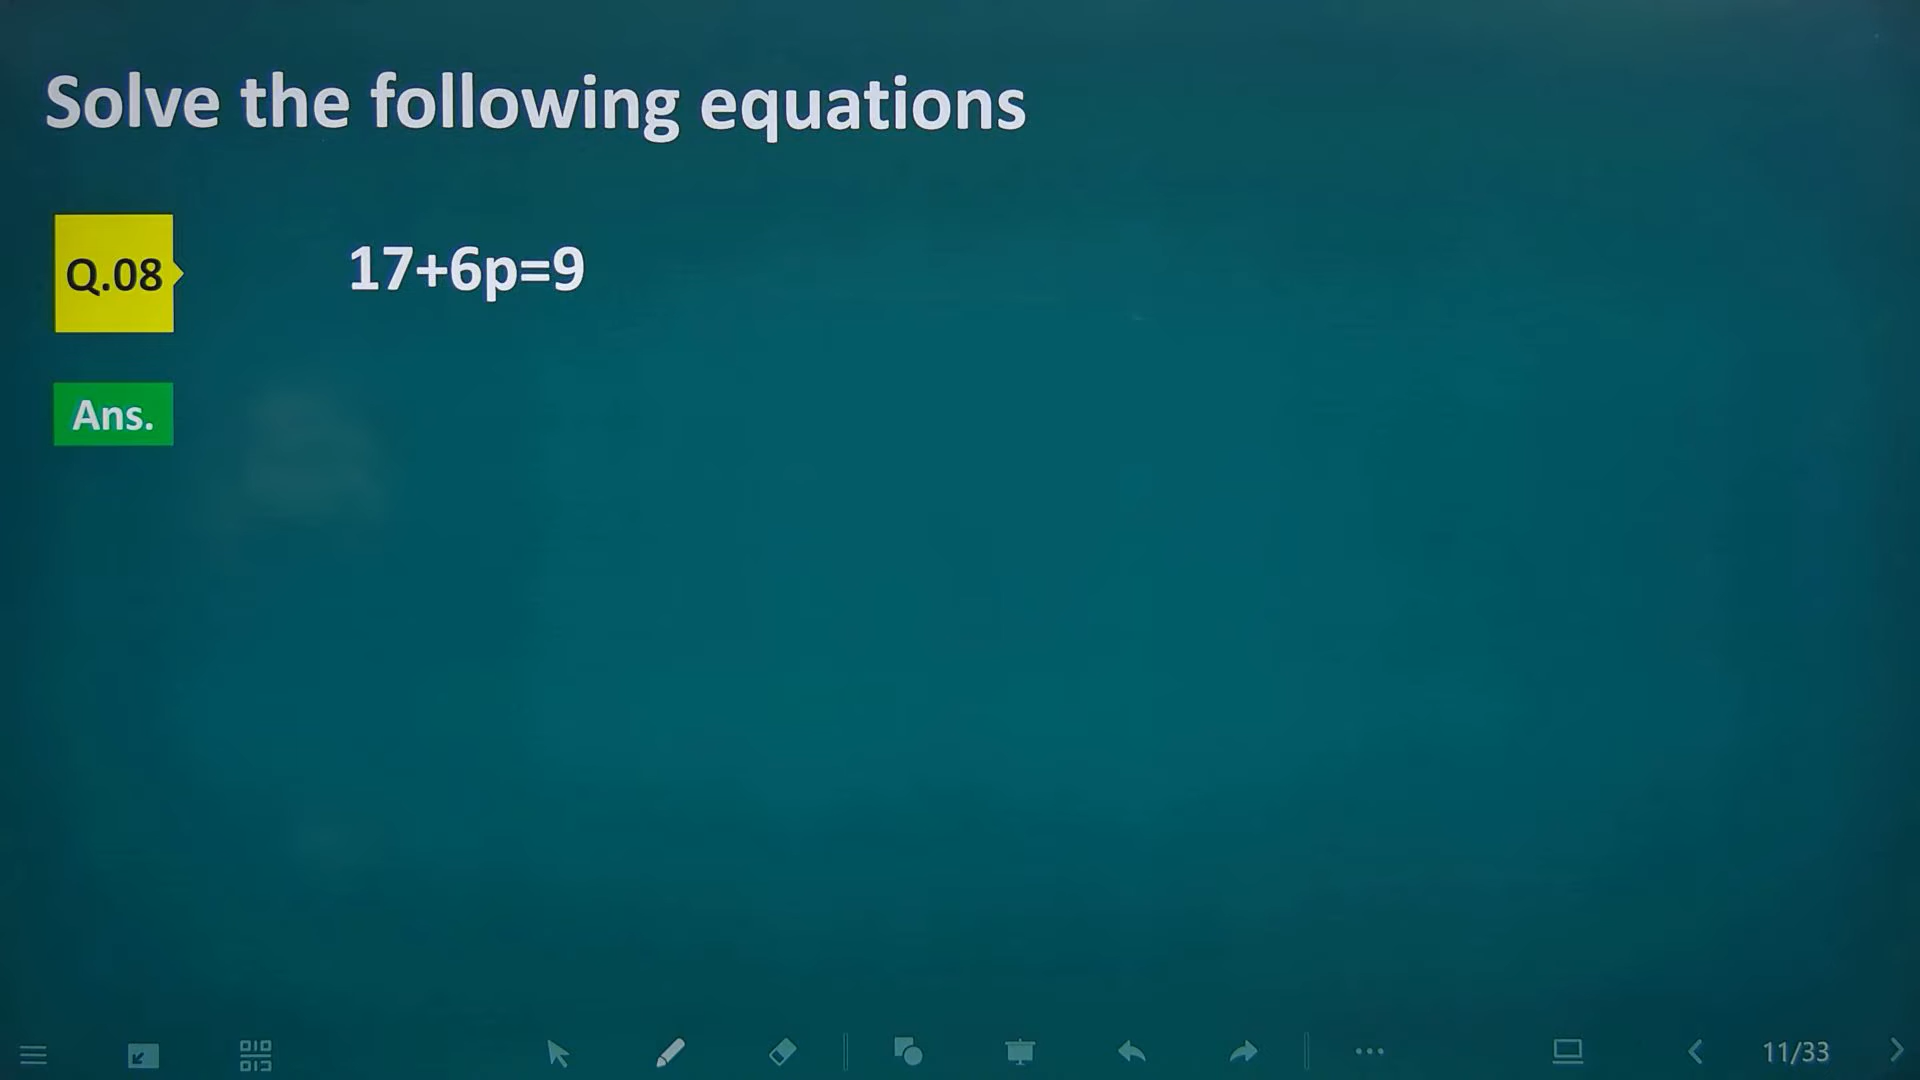 Solve the following equations
Q.08
17+6p=9
Ans.
11/33